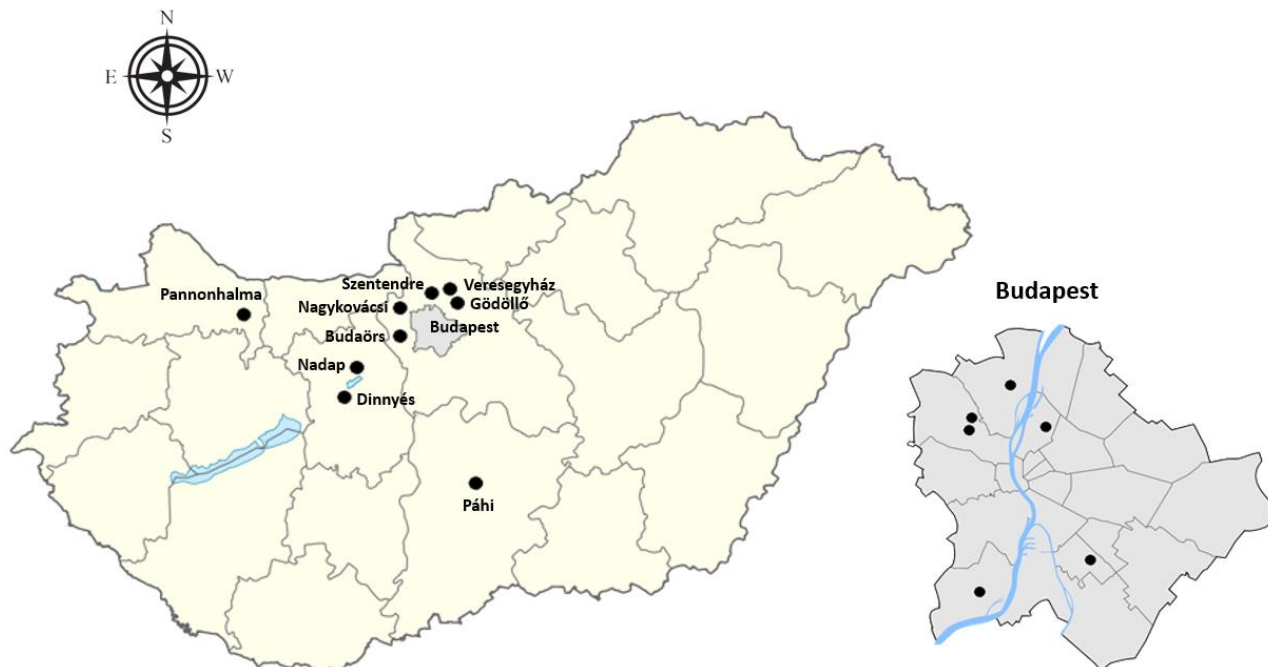 N
E W
S
Szentendre
Veresegyház
Pannonhalma
Nagykovácsi
Gödöllő
Budapest
Budaörs
Nadap
Dinnyés
Páhi
Budapest